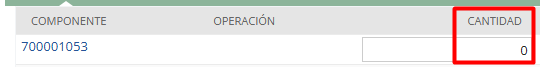 COMPONENTE OPERACIÓN CANTIDAD
700001053 0